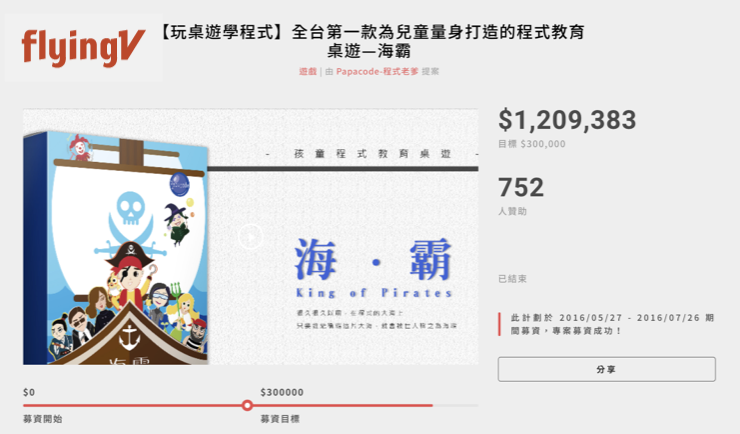 flyingV
【玩桌遊學程式】全台第一款為兒童量身打造的程式教育
桌遊—海霸
遊戲 | 由 Papacode-程式老爹 提案
- 孩童程式教育桌遊 -
海・霸
King of Pirates
海霸
$1,209,383
目標 $300,000
752
人贊助
已結束
此計劃於 2016/05/27 - 2016/07/26 期
間募資，專案募資成功！
分享
$0
$300000
募資開始
募資目標